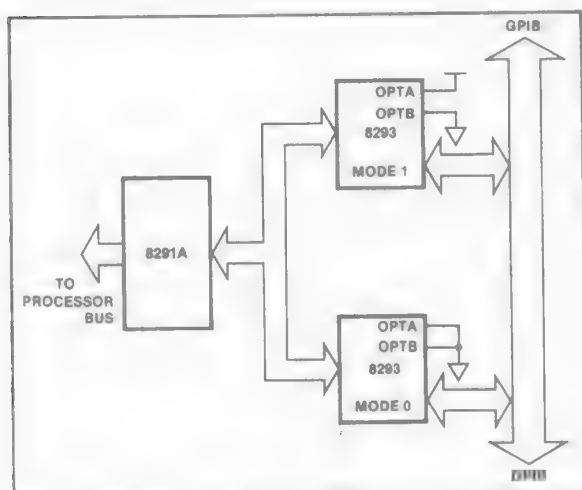 GPIB
OPTA
OPTB
8293
MODE 1
8291A
TO
PROCESSOR
BUS
OPTA
OPTB
8293
MODE 0